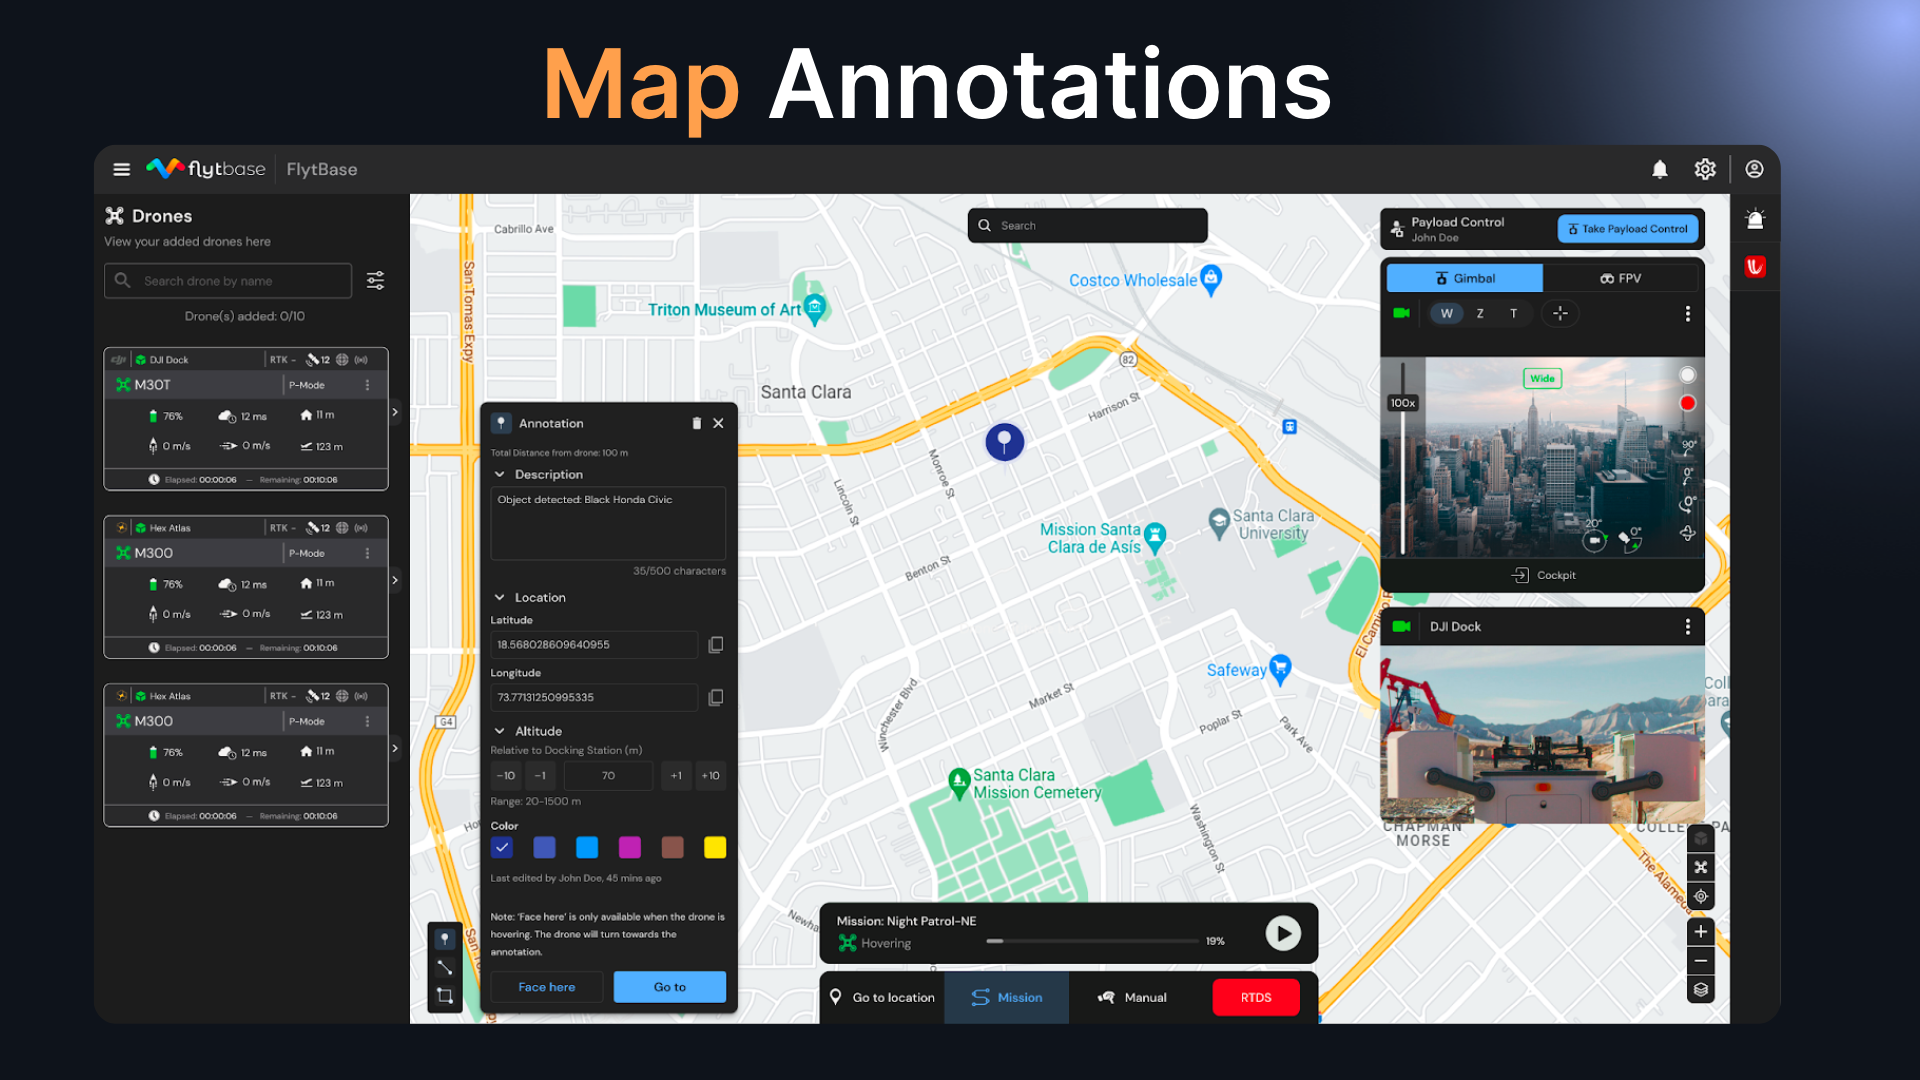 Map Annotations
flytbase FlytBase
Drones
View your added drones here
Search drone by name
Drone(s) added: 0/10
DJI Dock RTK - 12
M30T P-Mode
76% 12 ms 11 m
0 m/s 0 m/s 123 m
Elapsed: 00:00:06 – Remaining: 00:10:06
Hex Atlas RTK - 12
M300 P-Mode
76% 12 ms 11 m
0 m/s 0 m/s 123 m
Elapsed: 00:00:06 – Remaining: 00:10:06
Hex Atlas RTK - 12
M300 P-Mode
76% 12 ms 11 m
0 m/s 0 m/s 123 m
Elapsed: 00:00:06 – Remaining: 00:10:06
Annotation
Total Distance from drone: 100 m
Description
Object detected: Black Honda Civic
35/500 characters
Location
Latitude
18.568028609640955
Longitude
73.77131250995335
Altitude
Relative to Docking Station (m)
-10 -1 70 +1 +10
Range: 20-1500 m
Color
Last edited by John Doe, 45 mins ago
Note: 'Face here' is only available when the drone is
hovering. The drone will turn towards the
annotation.
Face here Go to
Search
Cabrillo Ave
San Tomas Expy
Triton Museum of Art
Costco Wholesale
82
Santa Clara
Harrison St
Monroe St
Lincoln St
Mission Santa
Clara de Asís
Santa Clara
University
Benton St
El Camino R
Safeway
Market St
Winchester Blvd
Poplar St
Park Ave
G4
Santa Clara
Mission Cemetery
Washington St
Newha
Ho
San T
CHAPMAN
MORSE
COLLE PA
Coll
ara
The Alameda
Mission: Night Patrol-NE
Hovering 19%
Go to location Mission Manual RTDS
Payload Control
John Doe
Take Payload Control
Gimbal FPV
W Z T
Wide
100x
90°
0°
0°
20° 0°
Cockpit
DJI Dock